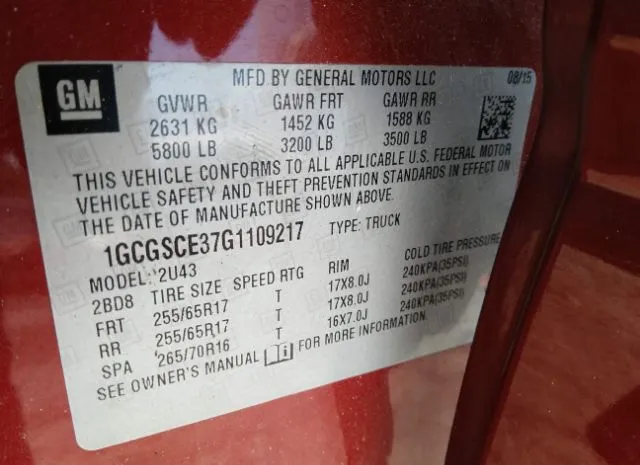 GM
MFD BY GENERAL MOTORS LLC 08/15
GVWR GAWR FRT GAWR RR
2631 KG 1452 KG 1588 KG
5800 LB 3200 LB 3500 LB
THIS VEHICLE CONFORMS TO ALL APPLICABLE U.S. FEDERAL MOTOR
VEHICLE SAFETY AND THEFT PREVENTION STANDARDS IN EFFECT ON
THE DATE OF MANUFACTURE SHOWN ABOVE.
1GCGSCE37G1109217 TYPE: TRUCK
MODEL: 2U43
2BD8 TIRE SIZE SPEED RTG RIM COLD TIRE PRESSURE
FRT 255/65R17 T 17X8.0J 240KPA(35PSI)
RR 255/65R17 T 17X8.0J 240KPA(35PSI)
SPA 265/70R16 T 16X7.0J 240KPA(35PSI)
SEE OWNER'S MANUAL FOR MORE INFORMATION.